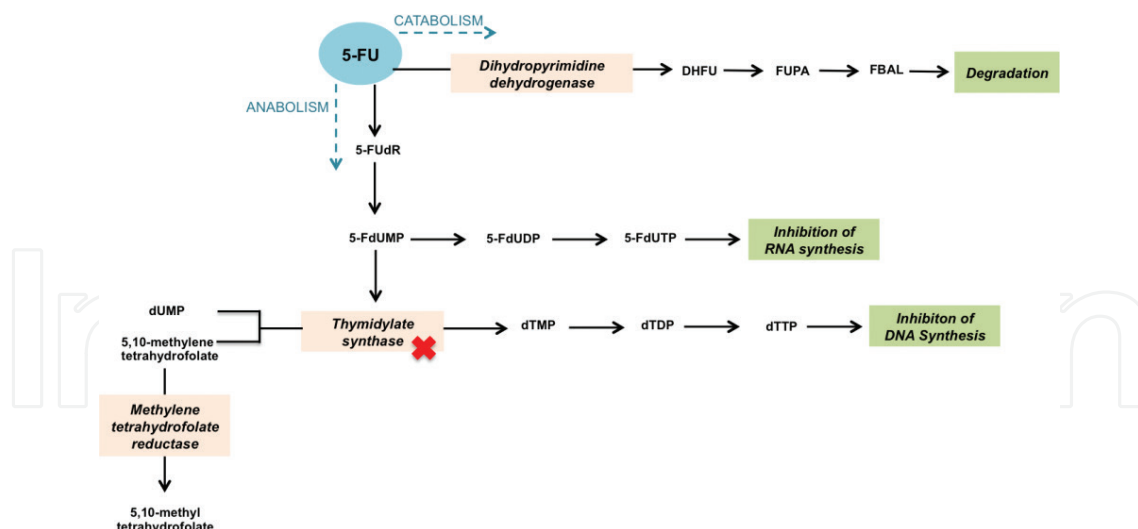 CATABOLISM
5-FU
Dihydropyrimidine
dehydrogenase
DHFU
FUPA
FBAL
Degradation
ANABOLISM
5-FUdR
5-FdUMP
5-FdUDP
5-FdUTP
Inhibition of
RNA synthesis
dUMP
5,10-methylene
tetrahydrofolate
Thymidylate
synthase
dTMP
dTDP
dTTP
Inhibiton of
DNA Synthesis
Methylene
tetrahydrofolate
reductase
5,10-methyl
tetrahydrofolate